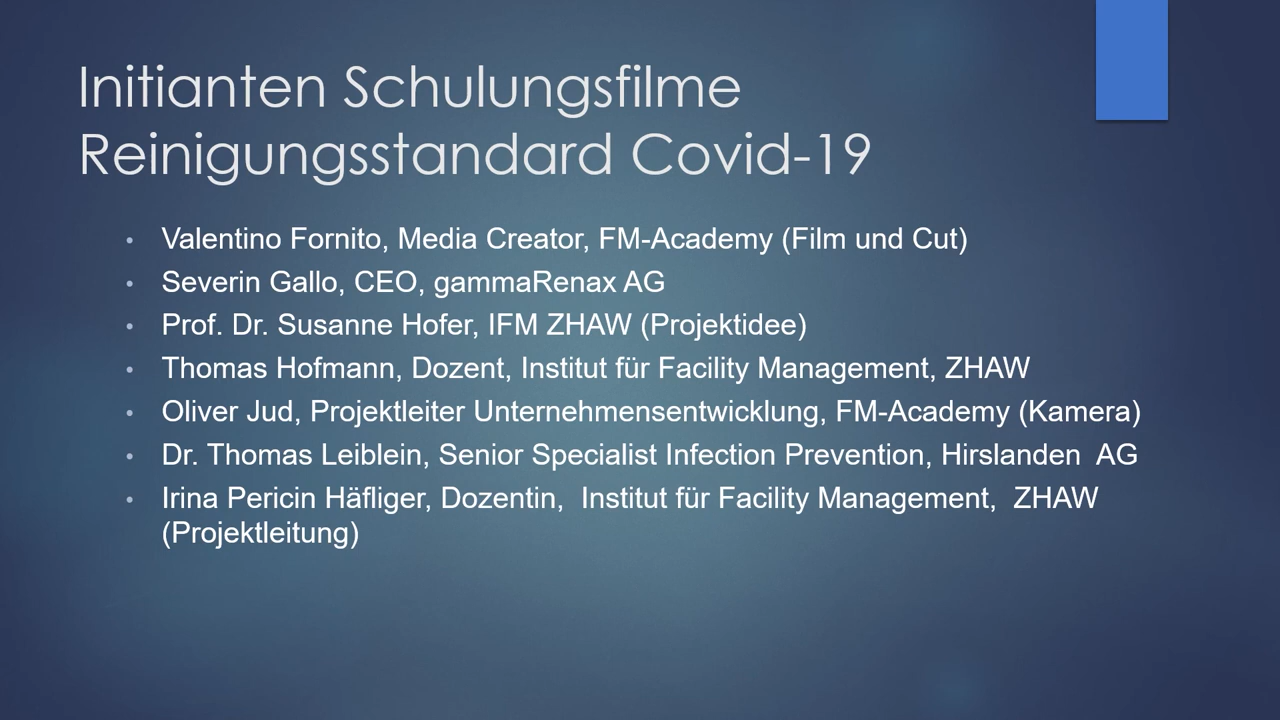 Initianten Schulungsfilme
Reinigungsstandard Covid-19
• Valentino Fornito, Media Creator, FM-Academy (Film und Cut)
• Severin Gallo, CEO, gammaRenax AG
• Prof. Dr. Susanne Hofer, IFM ZHAW (Projektidee)
• Thomas Hofmann, Dozent, Institut für Facility Management, ZHAW
• Oliver Jud, Projektleiter Unternehmensentwicklung, FM-Academy (Kamera)
• Dr. Thomas Leiblein, Senior Specialist Infection Prevention, Hirslanden  AG
• Irina Pericin Häfliger, Dozentin,  Institut für Facility Management,  ZHAW
(Projektleitung)